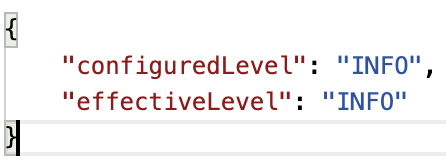 {
    "configuredLevel": "INFO",
    "effectiveLevel": "INFO"
}